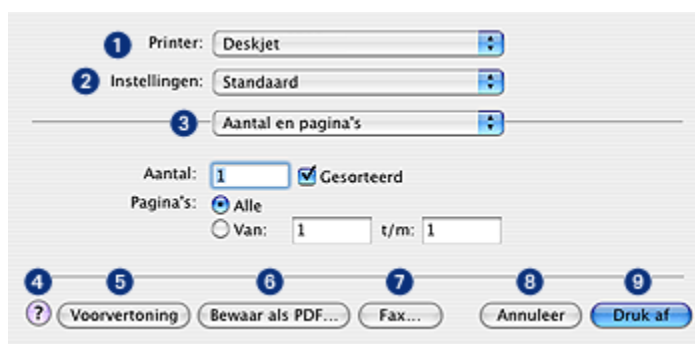 1 Printer: Deskjet
2 Instellingen: Standaard
3 Aantal en pagina's
Aantal: 1 Gesorteerd
Pagina's: Alle
Van: 1 t/m: 1
4 5 6 7 8 9
? Voorvertoning Bewaar als PDF... Fax... Annuleer Druk af